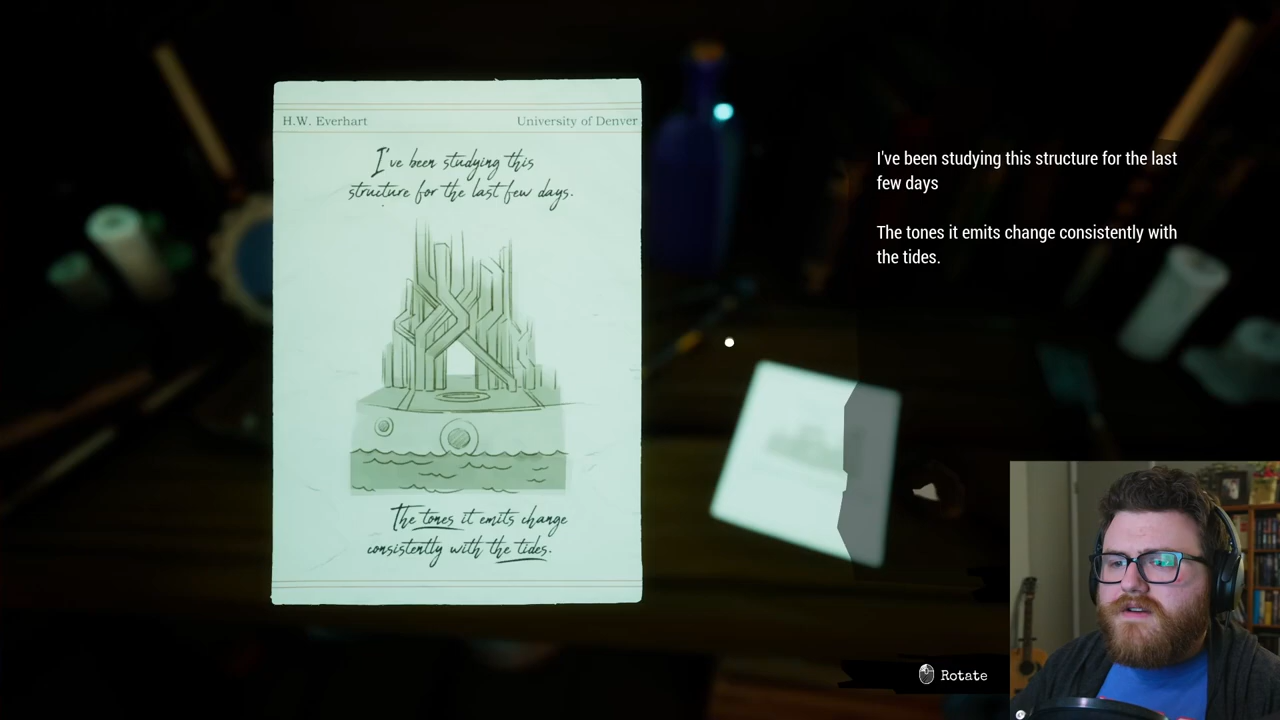 H.W. Everhart
University of Denver
I've been studying this
structure for the last few days.
The tones it emits change
consistently with the tides.
I've been studying this structure for the last
few days
The tones it emits change consistently with
the tides.
Rotate